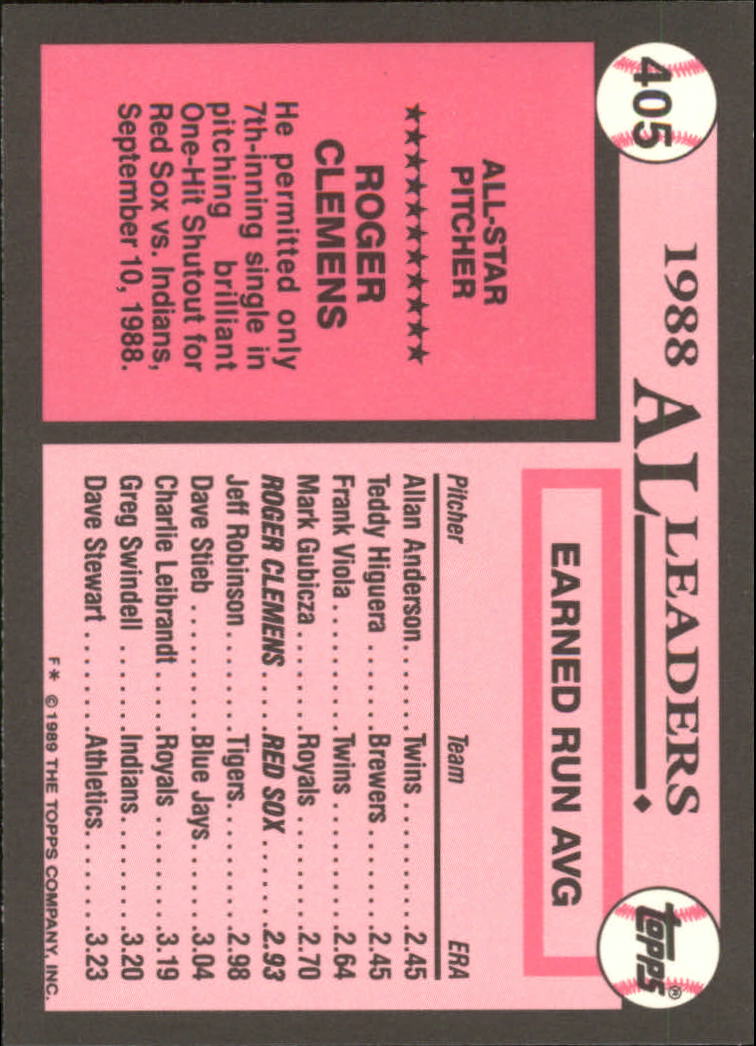 405
1988 AL LEADERS
topps®
ALL-STAR
PITCHER
★★★★★★★★★★
ROGER
CLEMENS
He permitted only
7th-inning single in
pitching brilliant
One-Hit Shutout for
Red Sox vs. Indians,
September 10, 1988.
EARNED RUN AVG
Pitcher Team ERA
Allan Anderson......Twins..........2.45
Teddy Higuera.......Brewers........2.45
Frank Viola.........Twins..........2.64
Mark Gubicza........Royals.........2.70
ROGER CLEMENS....RED SOX........2.93
Jeff Robinson.......Tigers.........2.98
Dave Stieb..........Blue Jays......3.04
Charlie Leibrandt...Royals.........3.19
Greg Swindell.......Indians........3.20
Dave Stewart........Athletics......3.23
F* ©1989 THE TOPPS COMPANY, INC.